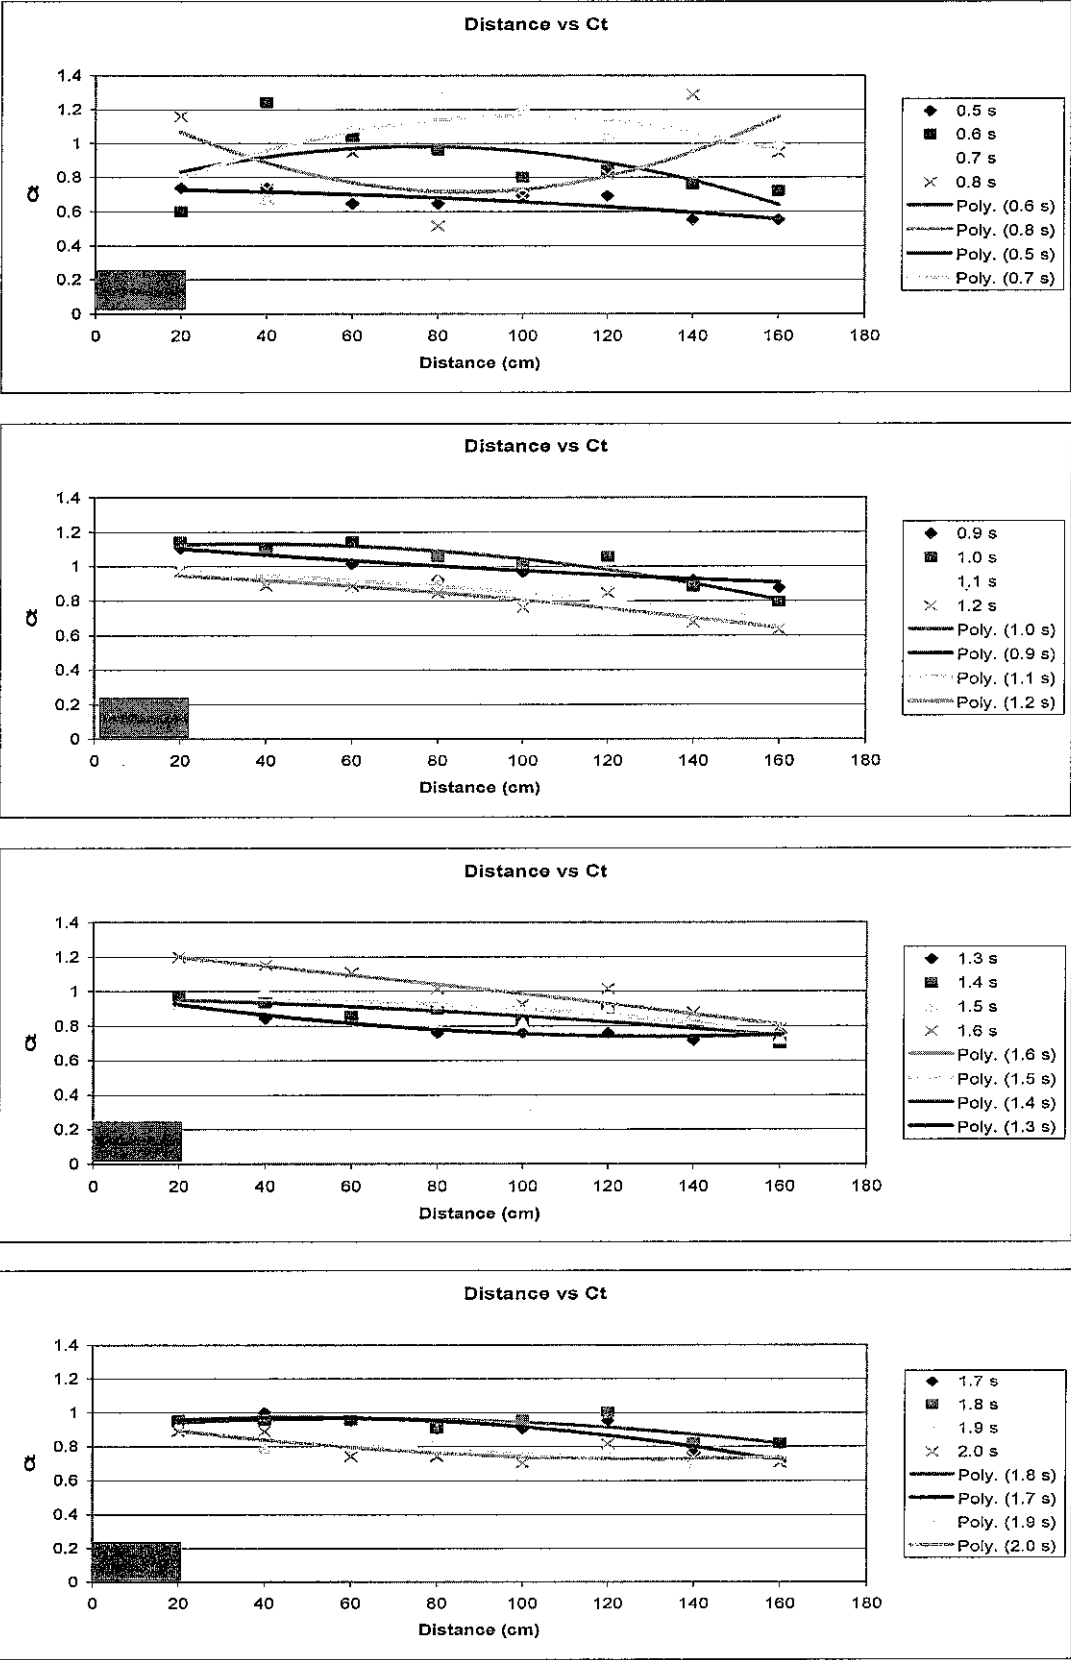 Distance vs Ct
1.4
1.2
1
0.8
0.6
0.4
0.2
0
Ct
0 20 40 60 80 100 120 140 160 180
Distance (cm)
0.5 s
0.6 s
0.7 s
0.8 s
Poly. (0.6 s)
Poly. (0.8 s)
Poly. (0.5 s)
Poly. (0.7 s)
Distance vs Ct
1.4
1.2
1
0.8
0.6
0.4
0.2
0
Ct
0 20 40 60 80 100 120 140 160 180
Distance (cm)
0.9 s
1.0 s
1.1 s
1.2 s
Poly. (1.0 s)
Poly. (0.9 s)
Poly. (1.1 s)
Poly. (1.2 s)
Distance vs Ct
1.4
1.2
1
0.8
0.6
0.4
0.2
0
Ct
0 20 40 60 80 100 120 140 160 180
Distance (cm)
1.3 s
1.4 s
1.5 s
1.6 s
Poly. (1.6 s)
Poly. (1.5 s)
Poly. (1.4 s)
Poly. (1.3 s)
Distance vs Ct
1.4
1.2
1
0.8
0.6
0.4
0.2
0
Ct
0 20 40 60 80 100 120 140 160 180
Distance (cm)
1.7 s
1.8 s
1.9 s
2.0 s
Poly. (1.8 s)
Poly. (1.7 s)
Poly. (1.9 s)
Poly. (2.0 s)